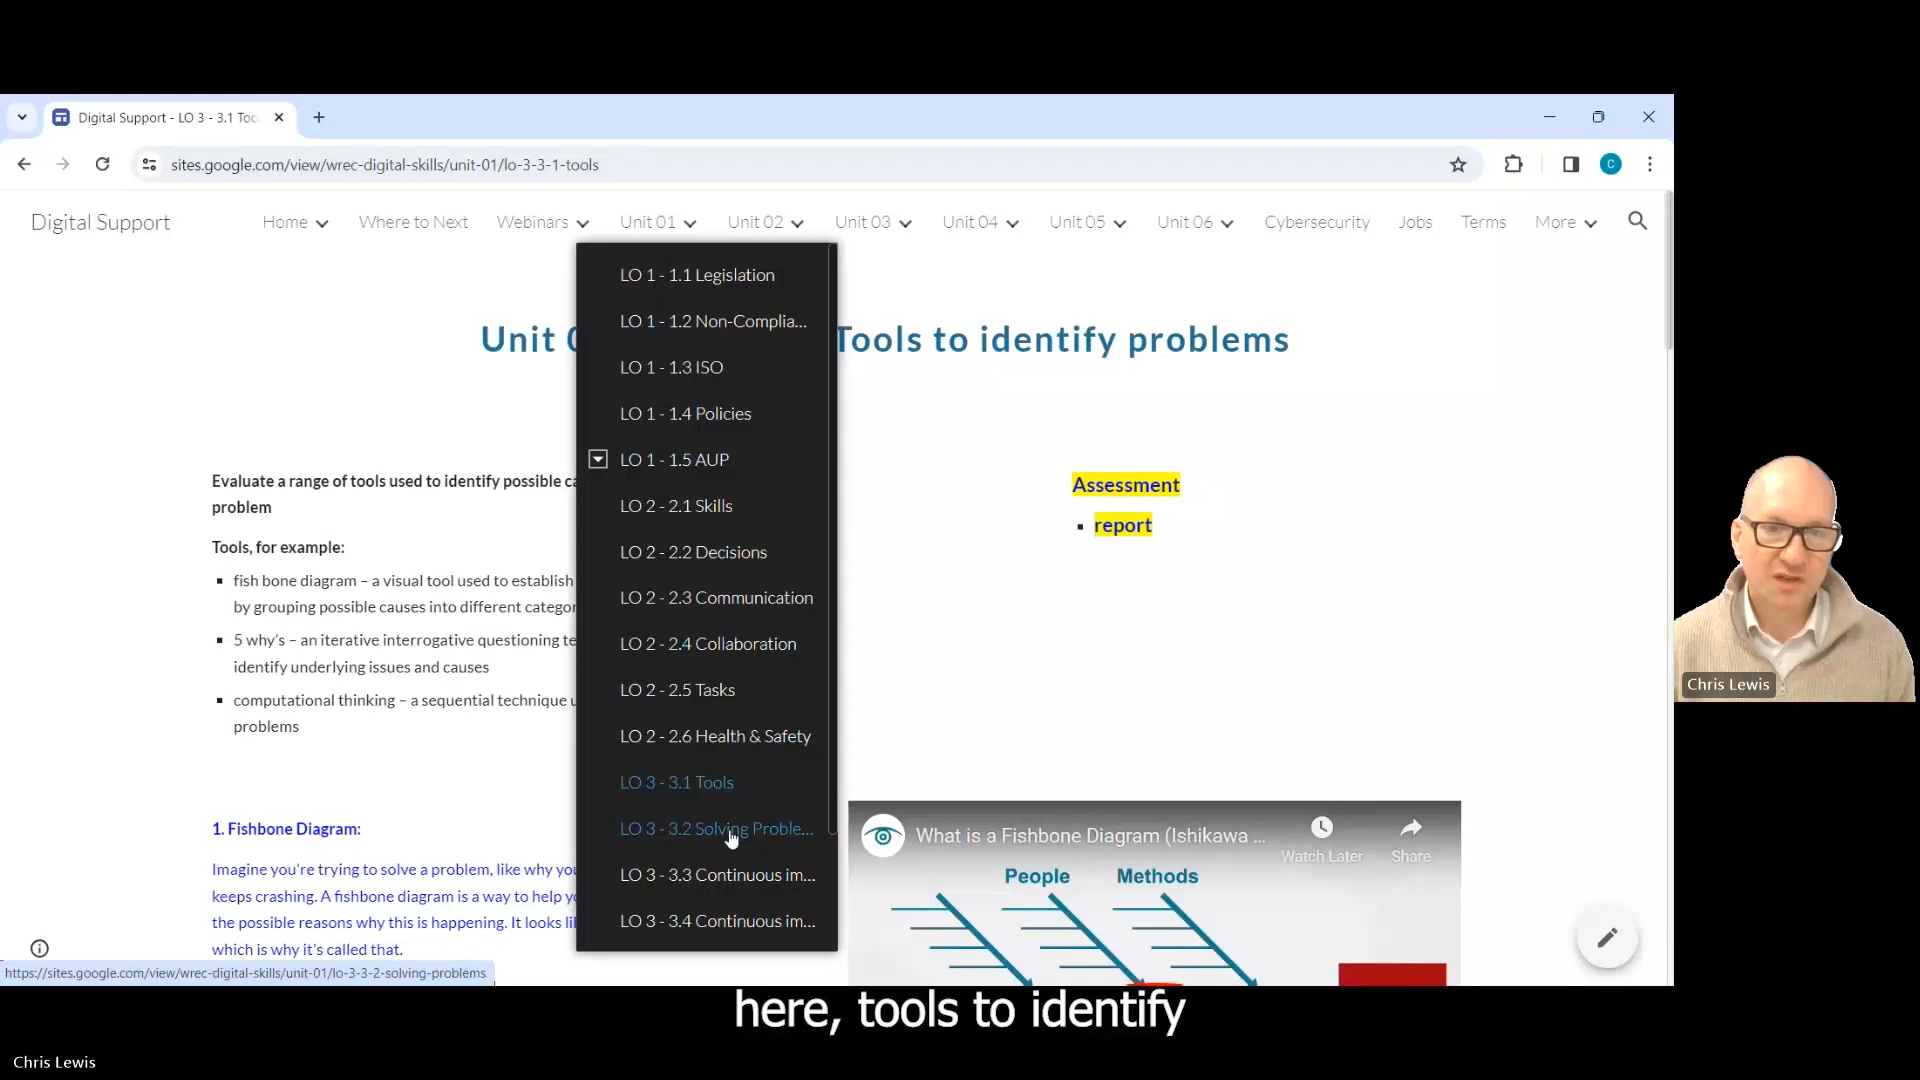 Digital Support - LO 3 - 3.1 Too
sites.google.com/view/wrec-digital-skills/unit-01/lo-3-3-1-tools
C
Digital Support
Home
Where to Next
Webinars
Unit 01
Unit 02
Unit 03
Unit 04
Unit 05
Unit 06
Cybersecurity
Jobs
Terms
More
LO 1 - 1.1 Legislation
LO 1 - 1.2 Non-Complia...
LO 1 - 1.3 ISO
LO 1 - 1.4 Policies
LO 1 - 1.5 AUP
LO 2 - 2.1 Skills
LO 2 - 2.2 Decisions
LO 2 - 2.3 Communication
LO 2 - 2.4 Collaboration
LO 2 - 2.5 Tasks
LO 2 - 2.6 Health & Safety
LO 3 - 3.1 Tools
LO 3 - 3.2 Solving Proble...
LO 3 - 3.3 Continuous im...
LO 3 - 3.4 Continuous im...
Unit Tools to identify problems
Evaluate a range of tools used to identify possible
problem
Tools, for example:
▪ fish bone diagram – a visual tool used to establish
by grouping possible causes into different
▪ 5 why's – an iterative interrogative questioning
identify underlying issues and causes
▪ computational thinking – a sequential technique
problems
Assessment
▪ report
1. Fishbone Diagram:
Imagine you're trying to solve a problem, like why
keeps crashing. A fishbone diagram is a way to help
the possible reasons why this is happening. It looks
which is why it's called that.
What is a Fishbone Diagram (Ishikawa ...
Watch Later
Share
People
Methods
https://sites.google.com/view/wrec-digital-skills/unit-01/lo-3-3-2-solving-problems
Chris Lewis
here, tools to identify
Chris Lewis